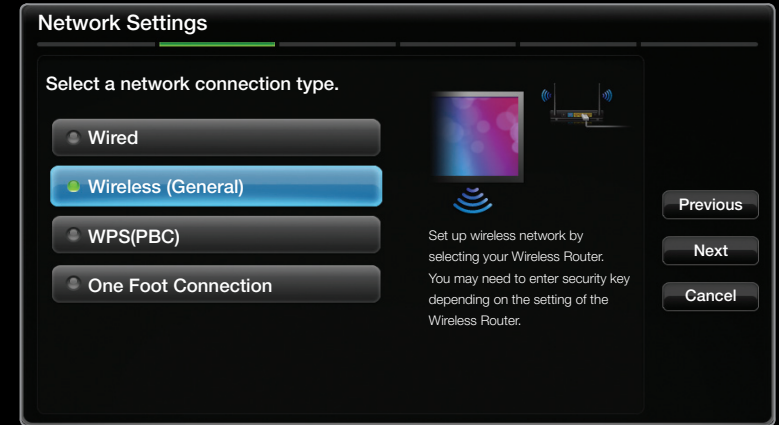 Network Settings
Select a network connection type.
Wired
Wireless (General)
WPS(PBC)
One Foot Connection
Set up wireless network by
selecting your Wireless Router.
You may need to enter security key
depending on the setting of the
Wireless Router.
Previous
Next
Cancel